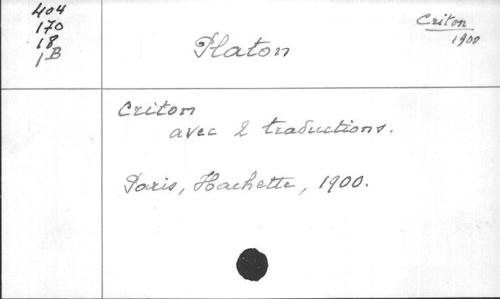 404
170
18
1B
Criton
1900
Platon
Criton
avec 2 traductions.
Paris, Hachette, 1900.